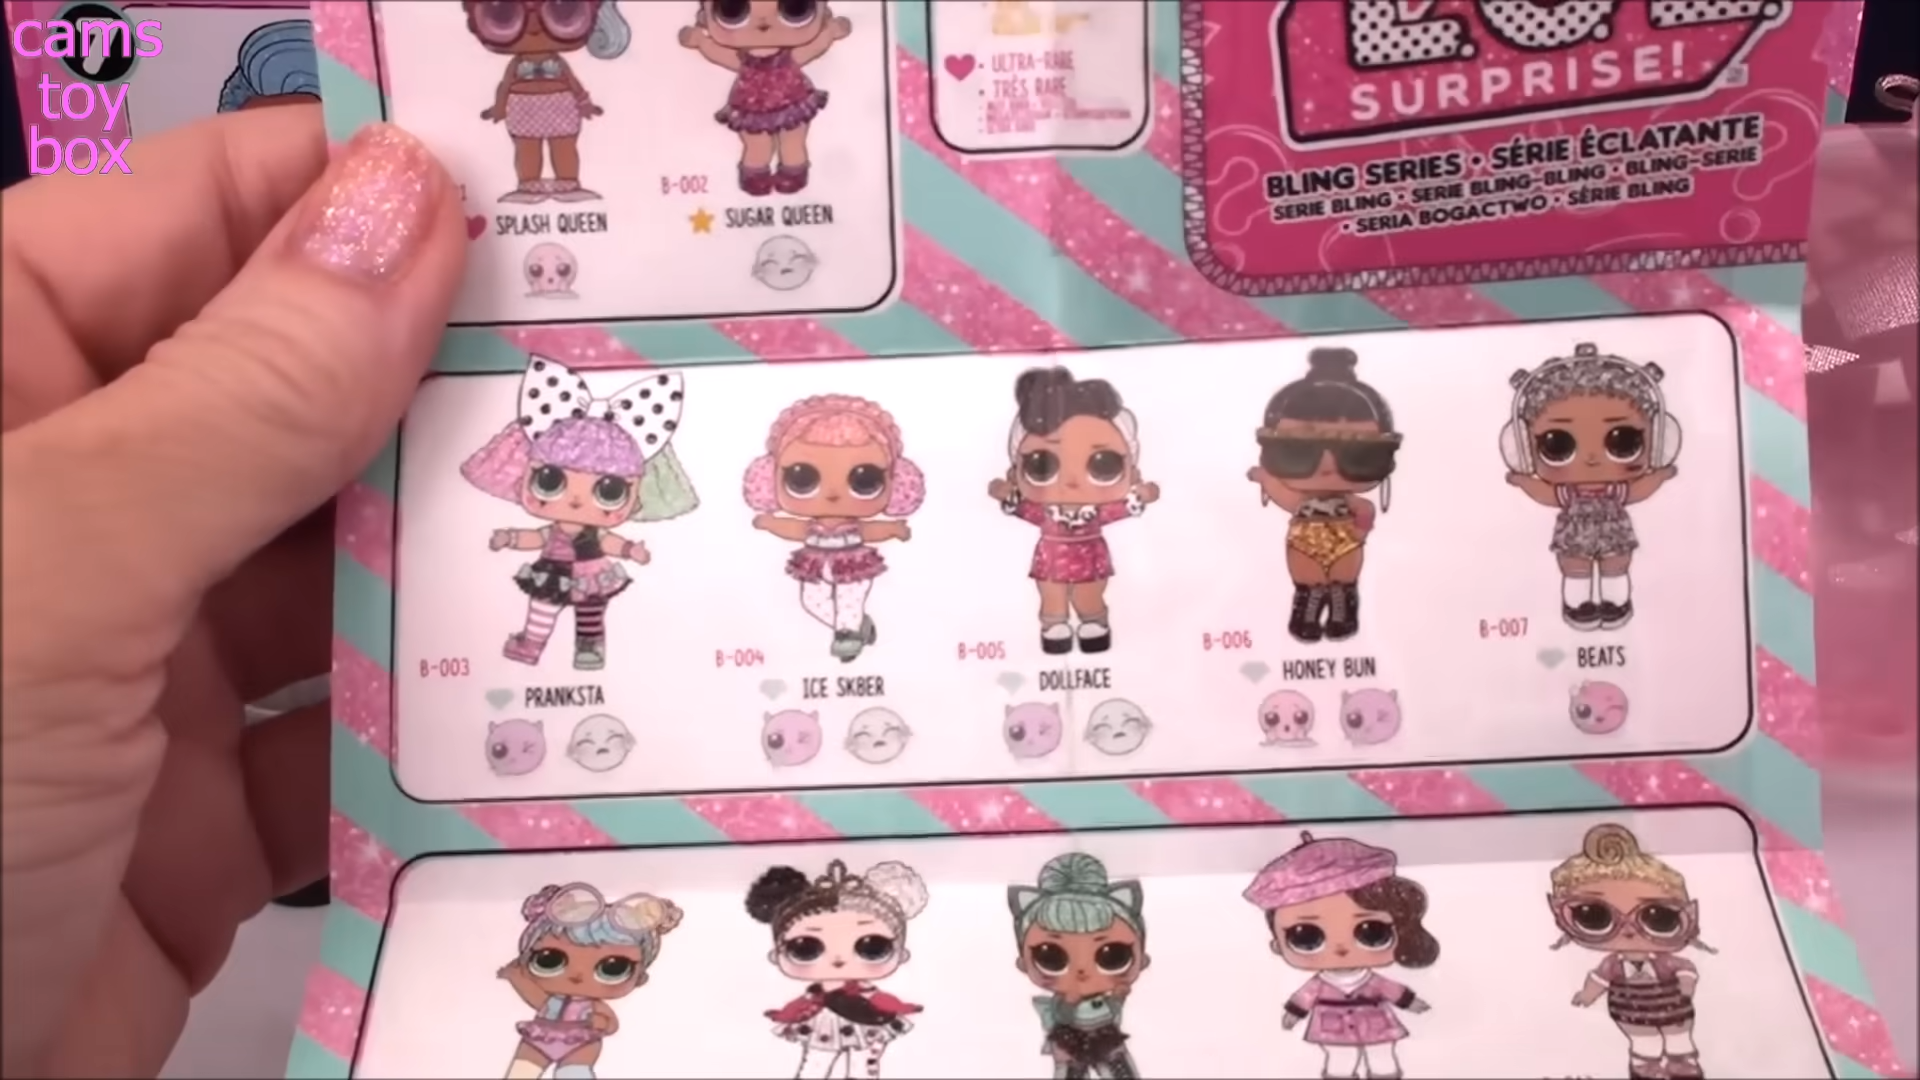 cams
toy
box
ULTRA-RARE
TRÈS RARE
SURPRISE!
BLING SERIES • SÉRIE ÉCLATANTE
SERIE BLING • SERIE BLING-BLING • BLING-SERIE
• SERIA BOGACTWO • SÉRIE BLING
1
SPLASH QUEEN
B-002
SUGAR QUEEN
B-003
PRANKSTA
B-004
ICE SK8ER
B-005
DOLLFACE
B-006
HONEY BUN
B-007
BEATS